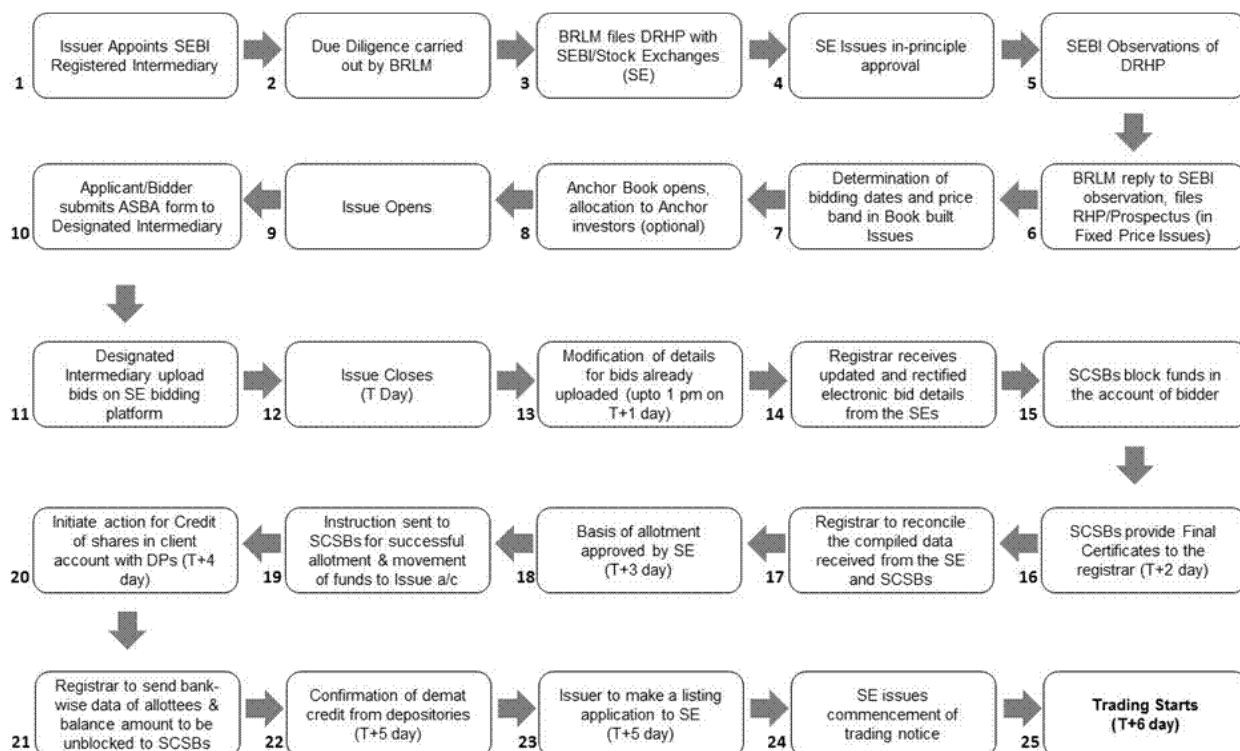 Issuer Appoints SEBI
Registered Intermediary
1
Due Diligence carried
out by BRLM
2
BRLM files DRHP with
SEBI/Stock Exchanges
(SE)
3
SE Issues in-principle
approval
4
SEBI Observations of
DRHP
5
BRLM reply to SEBI
observation, files
RHP/Prospectus (in
Fixed Price Issues)
6
Determination of
bidding dates and price
band in Book built
Issues
7
Anchor Book opens,
allocation to Anchor
investors (optional)
8
Issue Opens
9
Applicant/Bidder
submits ASBA form to
Designated Intermediary
10
Designated
Intermediary upload
bids on SE bidding
platform
11
Issue Closes
(T Day)
12
Modification of details
for bids already
uploaded (upto 1 pm on
T+1 day)
13
Registrar receives
updated and rectified
electronic bid details
from the SEs
14
SCSBs block funds in
the account of bidder
15
SCSBs provide Final
Certificates to the
registrar (T+2 day)
16
Registrar to reconcile
the compiled data
received from the SE
and SCSBs
17
Basis of allotment
approved by SE
(T+3 day)
18
Instruction sent to
SCSBs for successful
allotment & movement
of funds to Issue a/c
19
Initiate action for Credit
of shares in client
account with DPs (T+4
day)
20
Registrar to send bank-
wise data of allottees &
balance amount to be
unblocked to SCSBs
21
Confirmation of demat
credit from depositories
(T+5 day)
22
Issuer to make a listing
application to SE
(T+5 day)
23
SE issues
commencement of
trading notice
24
Trading Starts
(T+6 day)
25